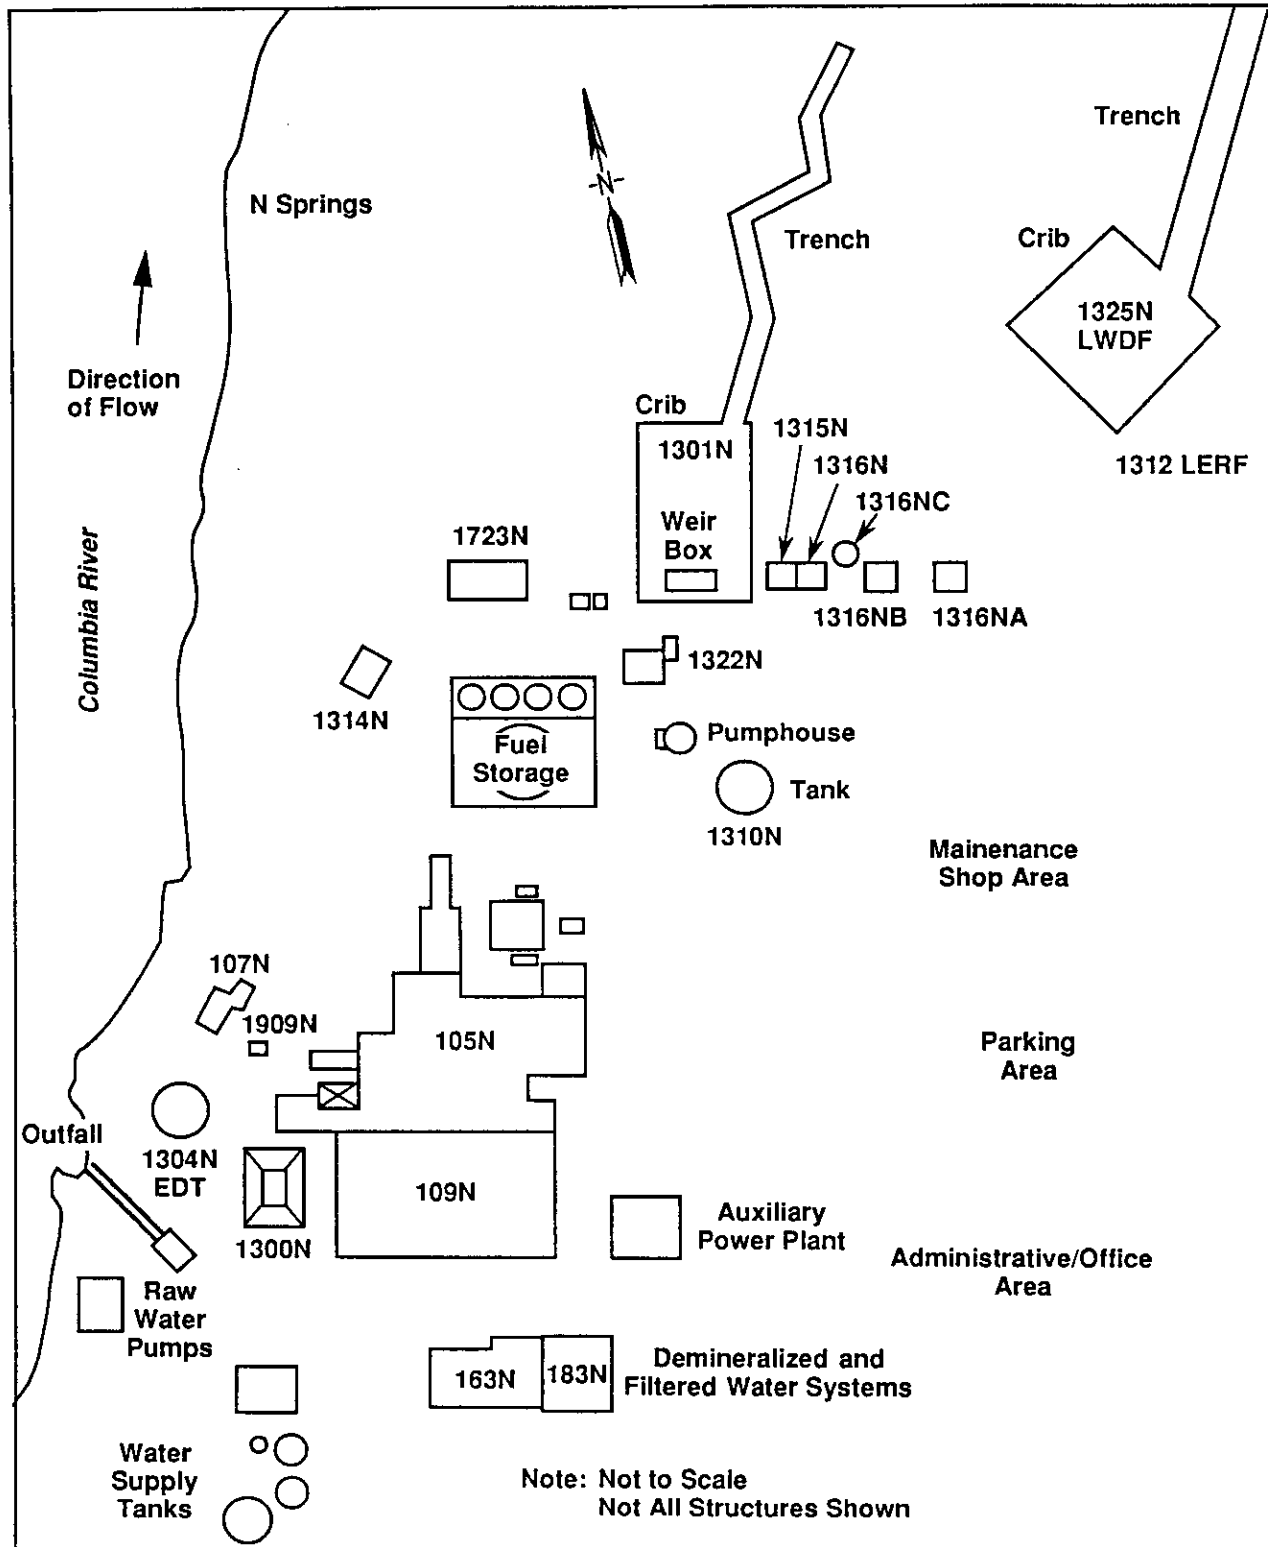 Trench
N Springs
N
Trench
Crib
1325N
LWDF
Direction
of Flow
Crib
1315N
1301N
1316N
1312 LERF
1316NC
Weir
Box
1723N
Columbia River
1316NB
1316NA
1322N
1314N
Pumphouse
Fuel
Storage
Tank
1310N
Mainenance
Shop Area
107N
1909N
105N
Parking
Area
Outfall
1304N
EDT
109N
Auxiliary
Power Plant
1300N
Administrative/Office
Area
Raw
Water
Pumps
163N
183N
Demineralized and
Filtered Water Systems
Water
Supply
Tanks
Note: Not to Scale
Not All Structures Shown